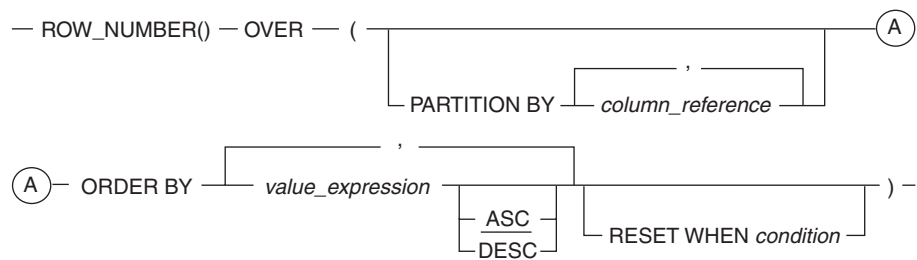 ROW_NUMBER() OVER ( A
,
PARTITION BY column_reference
,
A ORDER BY value_expression )
ASC
DESC
RESET WHEN condition